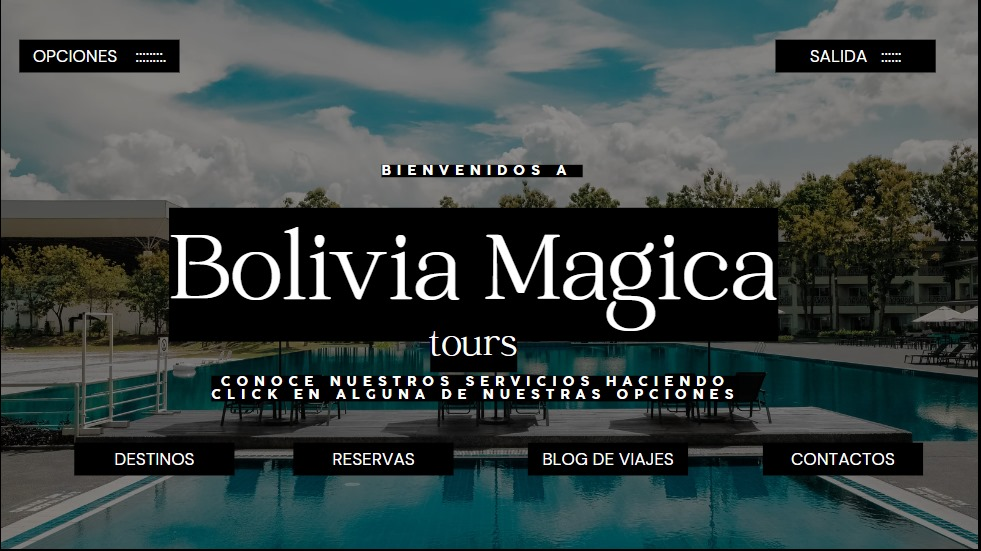 OPCIONES
SALIDA
BIENVENIDOS A
Bolivia Magica
tours
CONOCE NUESTROS SERVICIOS HACIENDO
CLICK EN ALGUNA DE NUESTRAS OPCIONES
DESTINOS
RESERVAS
BLOG DE VIAJES
CONTACTOS